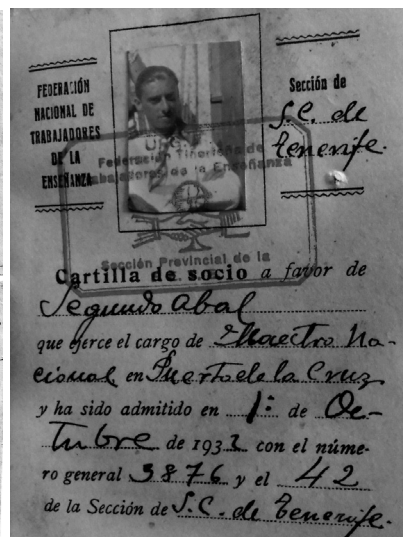 FEDERACIÓN
NACIONAL DE
TRABAJADORES
DE LA
ENSEÑANZA
Sección de
S.C. de
Tenerife.
Federación Tinerfeña de
Trabajadores de la Enseñanza
Sección Provincial de la
Cartilla de socio a favor de
Segundo Abal
que ejerce el cargo de Maestro Na-
cional en Puerto de la Cruz
y ha sido admitido en 1º de Oc-
tubre de 1932 con el núme-
ro general 3876 y el 42
de la Sección de S.C. de Tenerife.